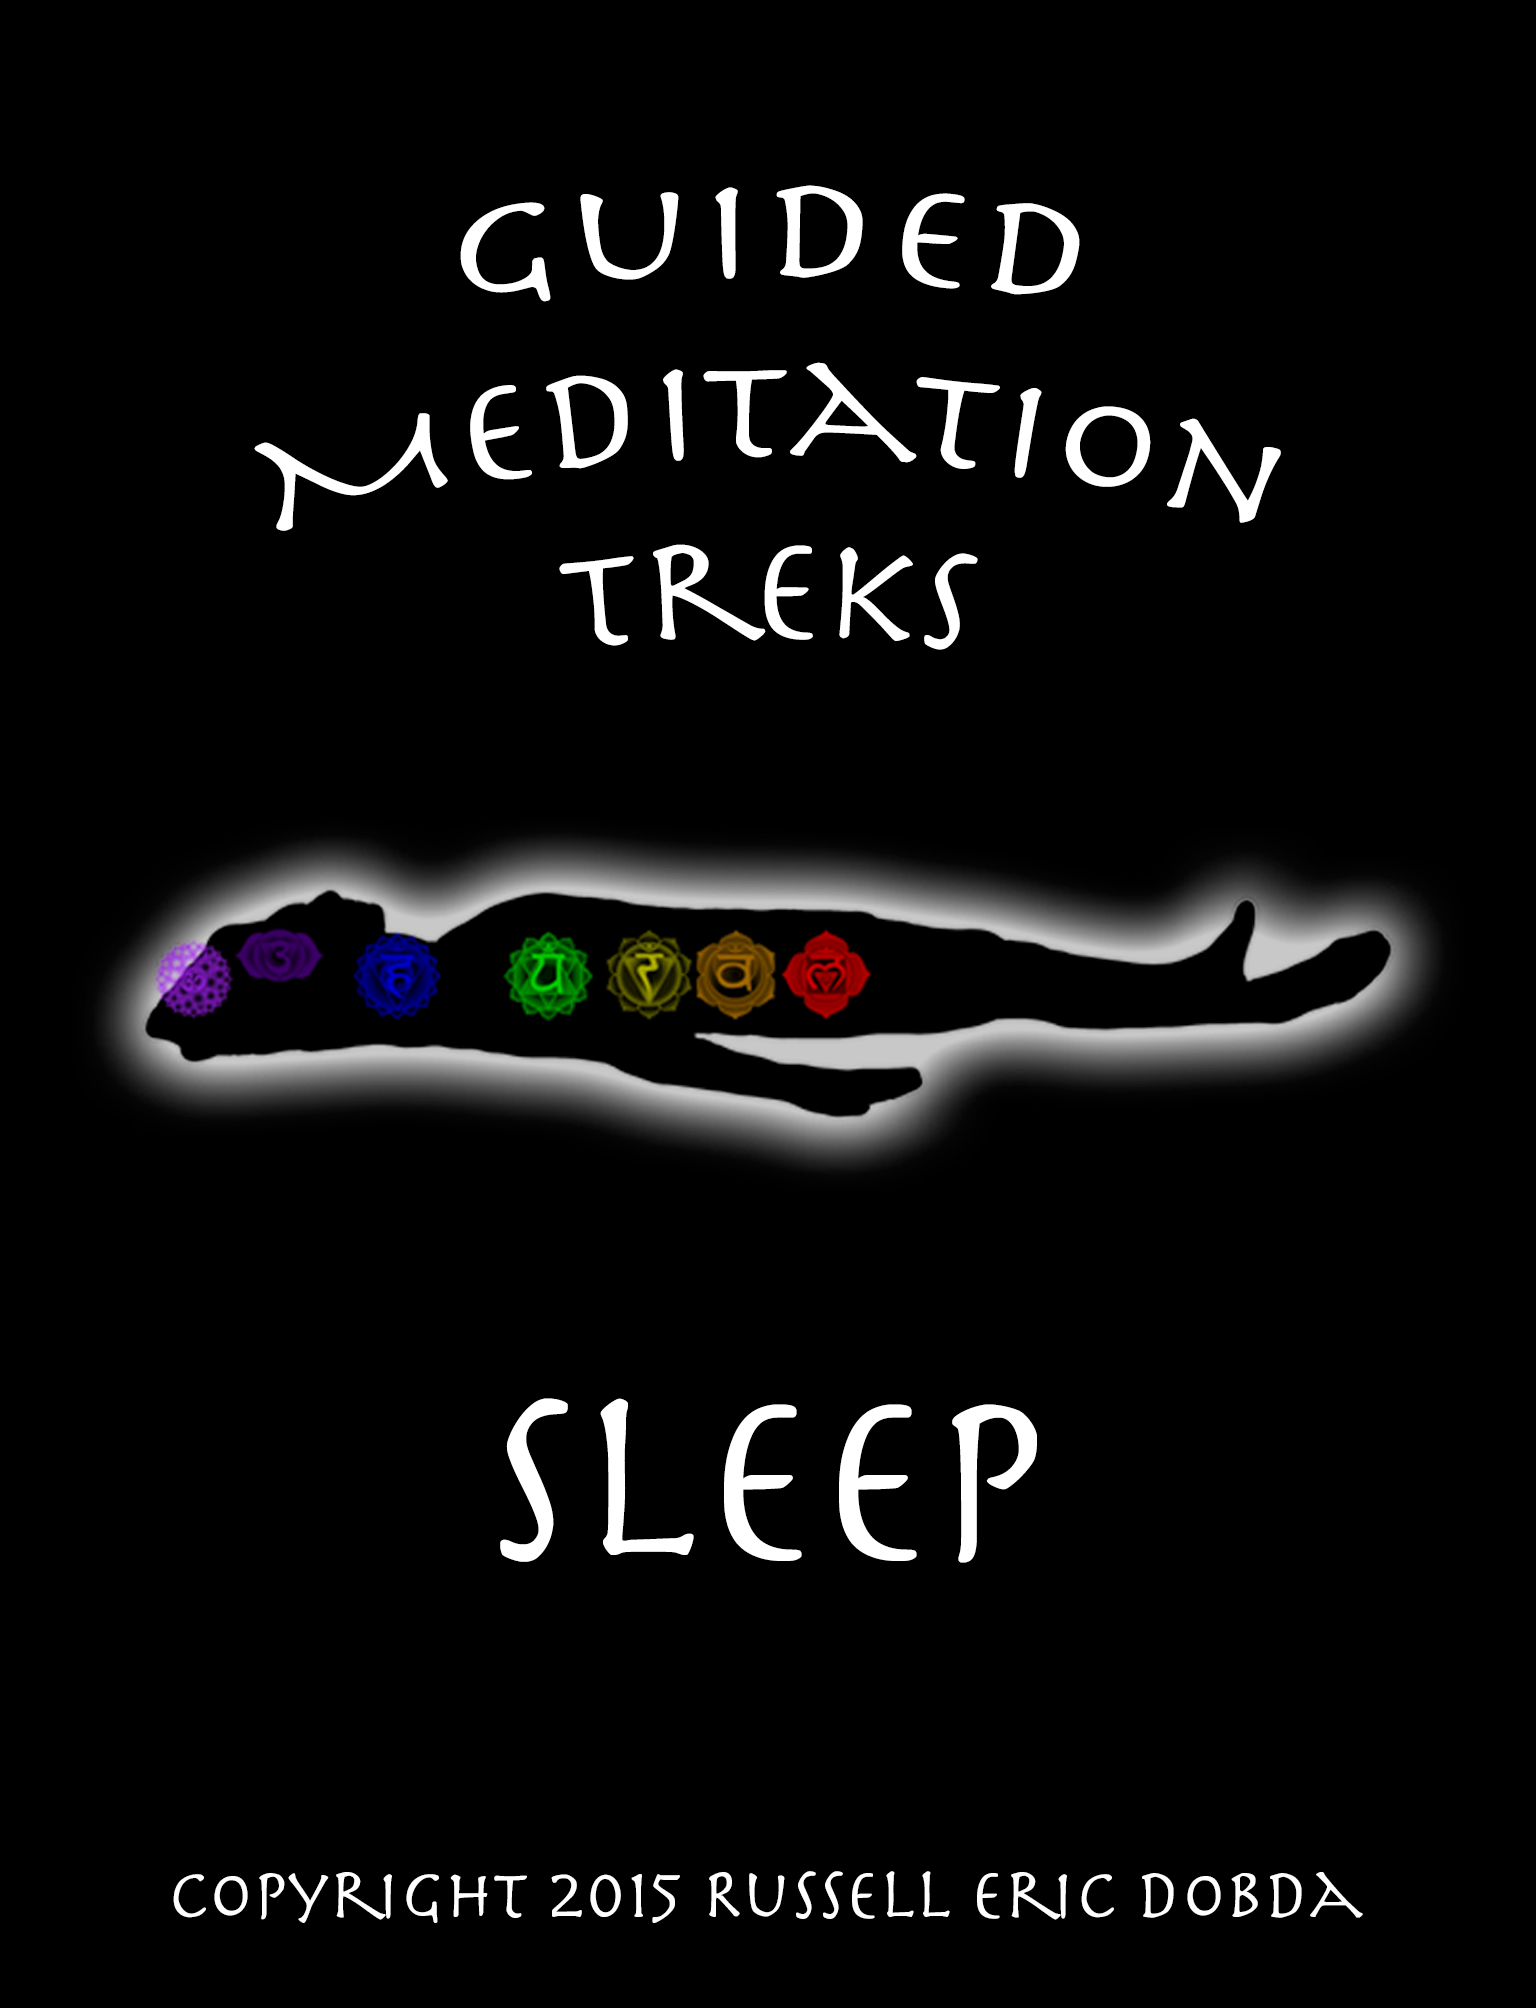 GUIDED
MEDITATION
TREKS
ॐ ॐ हं यं रं वं लं
SLEEP
COPYRIGHT 2015 RUSSELL ERIC DOBDA